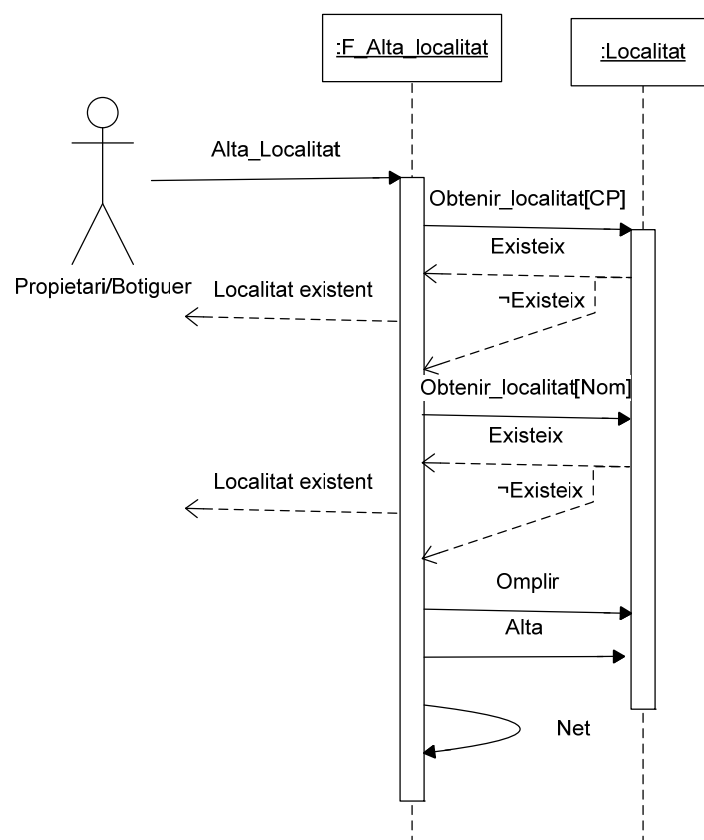 :F_Alta_localitat
:Localitat
Alta_Localitat
Obtenir_localitat[CP]
Existeix
Propietari/Botiguer
Localitat existent
¬Existeix
Obtenir_localitat[Nom]
Existeix
Localitat existent
¬Existeix
Omplir
Alta
Net